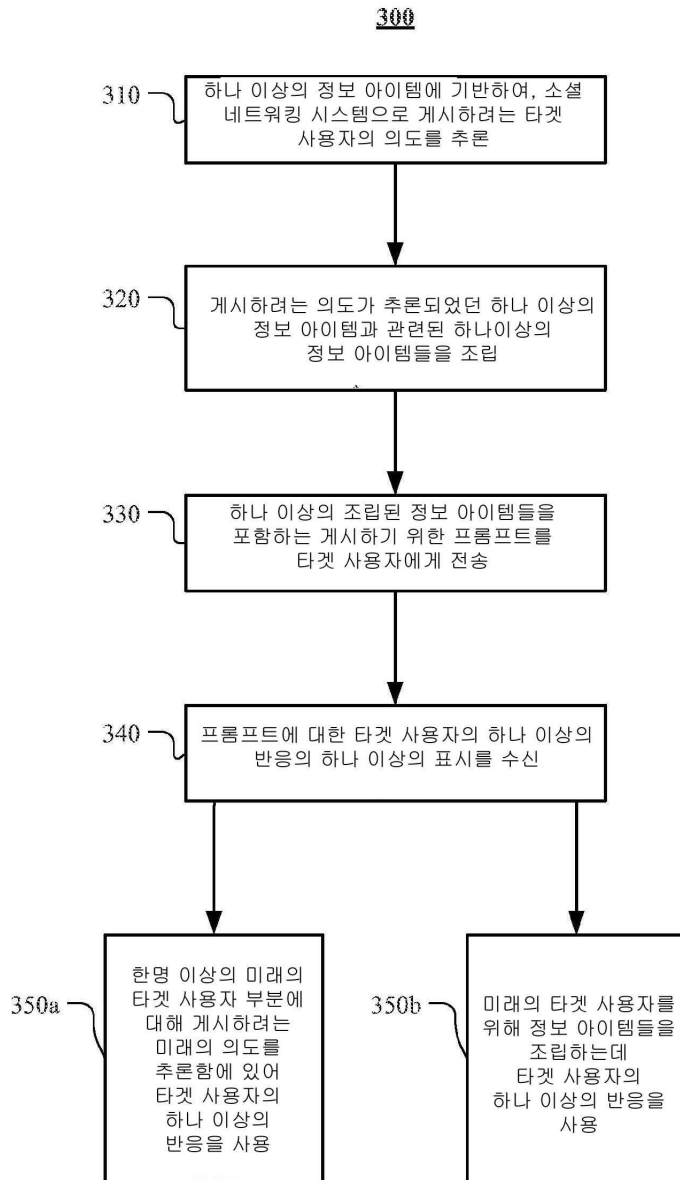 300
310
하나 이상의 정보 아이템에 기반하여, 소셜
네트워킹 시스템으로 게시하려는 타겟
사용자의 의도를 추론
320
게시하려는 의도가 추론되었던 하나 이상의
정보 아이템과 관련된 하나이상의
정보 아이템들을 조립
330
하나 이상의 조립된 정보 아이템들을
포함하는 게시하기 위한 프롬프트를
타겟 사용자에게 전송
340
프롬프트에 대한 타겟 사용자의 하나 이상의
반응의 하나 이상의 표시를 수신
350a
한명 이상의 미래의
타겟 사용자 부분에
대해 게시하려는
미래의 의도를
추론함에 있어
타겟 사용자의
하나 이상의
반응을 사용
350b
미래의 타겟 사용자를
위해 정보 아이템들을
조립하는데
타겟 사용자의
하나 이상의 반응을
사용